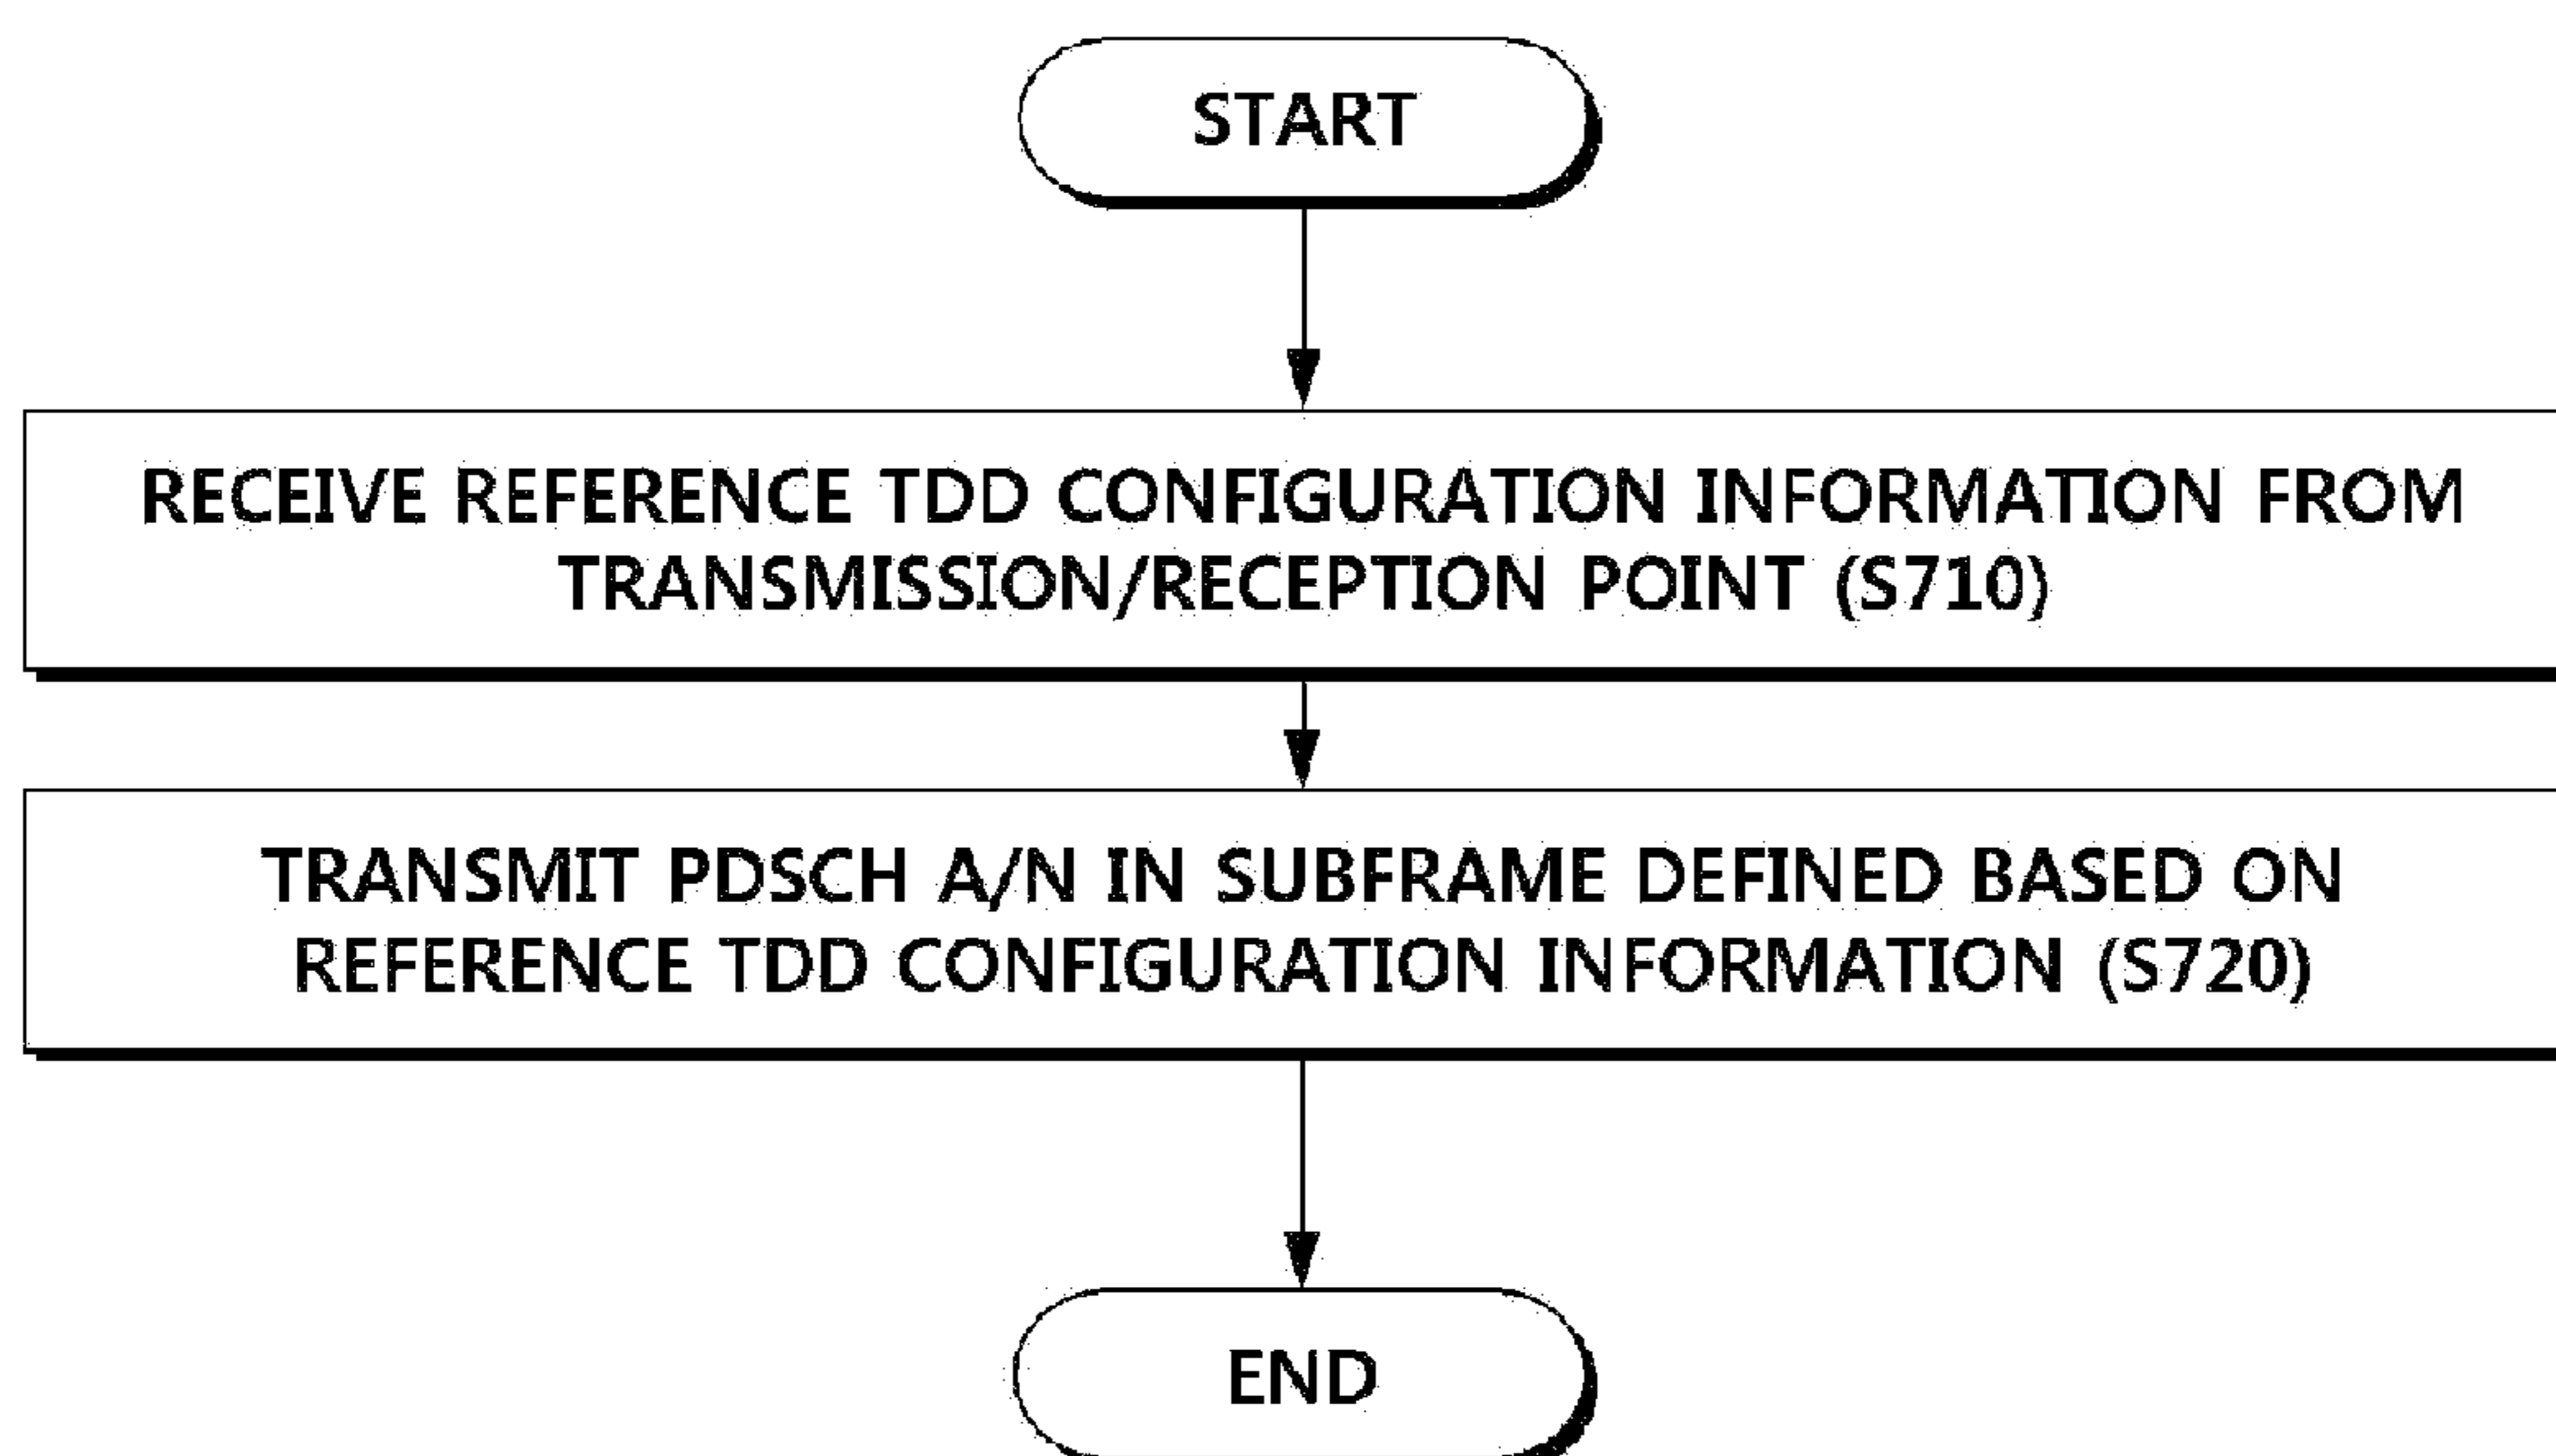 START
RECEIVE REFERENCE TDD CONFIGURATION INFORMATION FROM
TRANSMISSION/RECEPTION POINT (S710)
TRANSMIT PDSCH A/N IN SUBFRAME DEFINED BASED ON
REFERENCE TDD CONFIGURATION INFORMATION (S720)
END